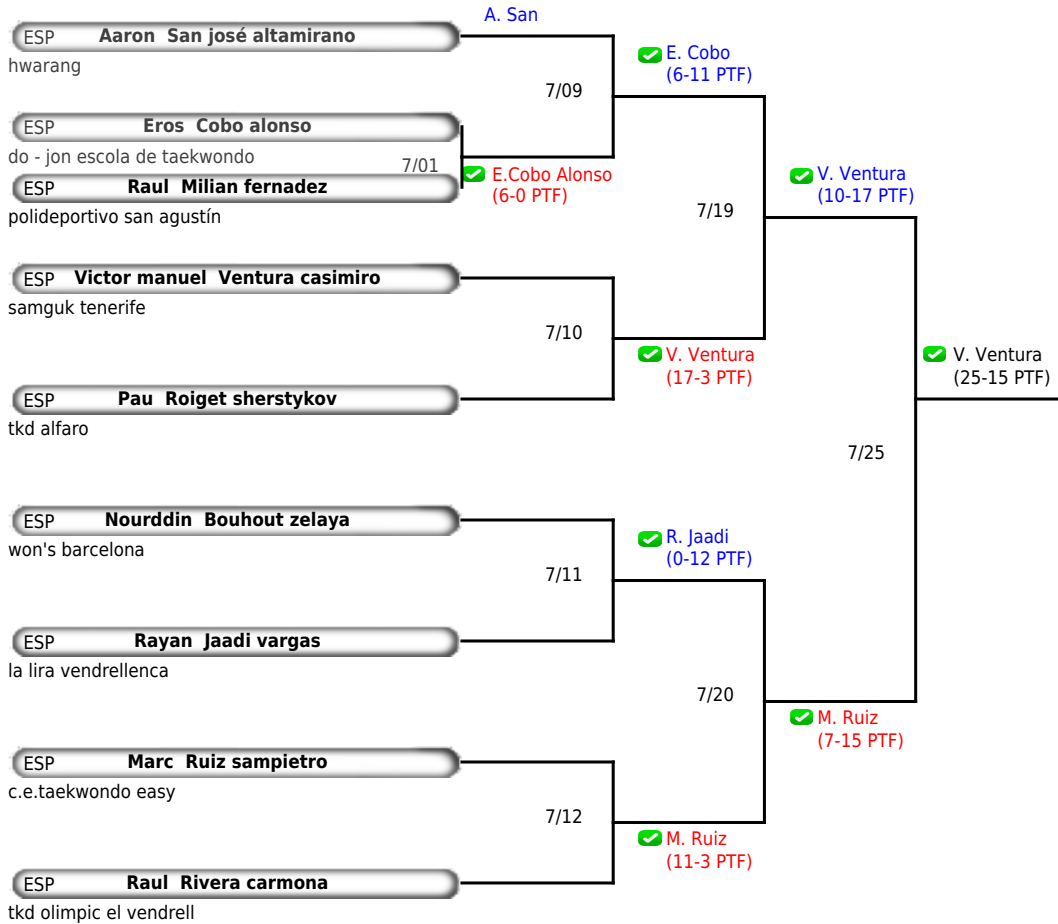 A. San
ESP Aaron San josé altamirano
hwarang
E. Cobo
(6-11 PTF)
7/09
ESP Eros Cobo alonso
do - jon escola de taekwondo
7/01
E.Cobo Alonso
(6-0 PTF)
ESP Raul Milian fernadez
polideportivo san agustín
V. Ventura
(10-17 PTF)
7/19
ESP Victor manuel Ventura casimiro
samguk tenerife
7/10
V. Ventura
(17-3 PTF)
V. Ventura
(25-15 PTF)
ESP Pau Roiget sherstykov
tkd alfaro
7/25
ESP Nourddin Bouhout zelaya
won's barcelona
R. Jaadi
(0-12 PTF)
7/11
ESP Rayan Jaadi vargas
la lira vendrellenca
7/20
M. Ruiz
(7-15 PTF)
ESP Marc Ruiz sampietro
c.e.taekwondo easy
7/12
M. Ruiz
(11-3 PTF)
ESP Raul Rivera carmona
tkd olimpic el vendrell